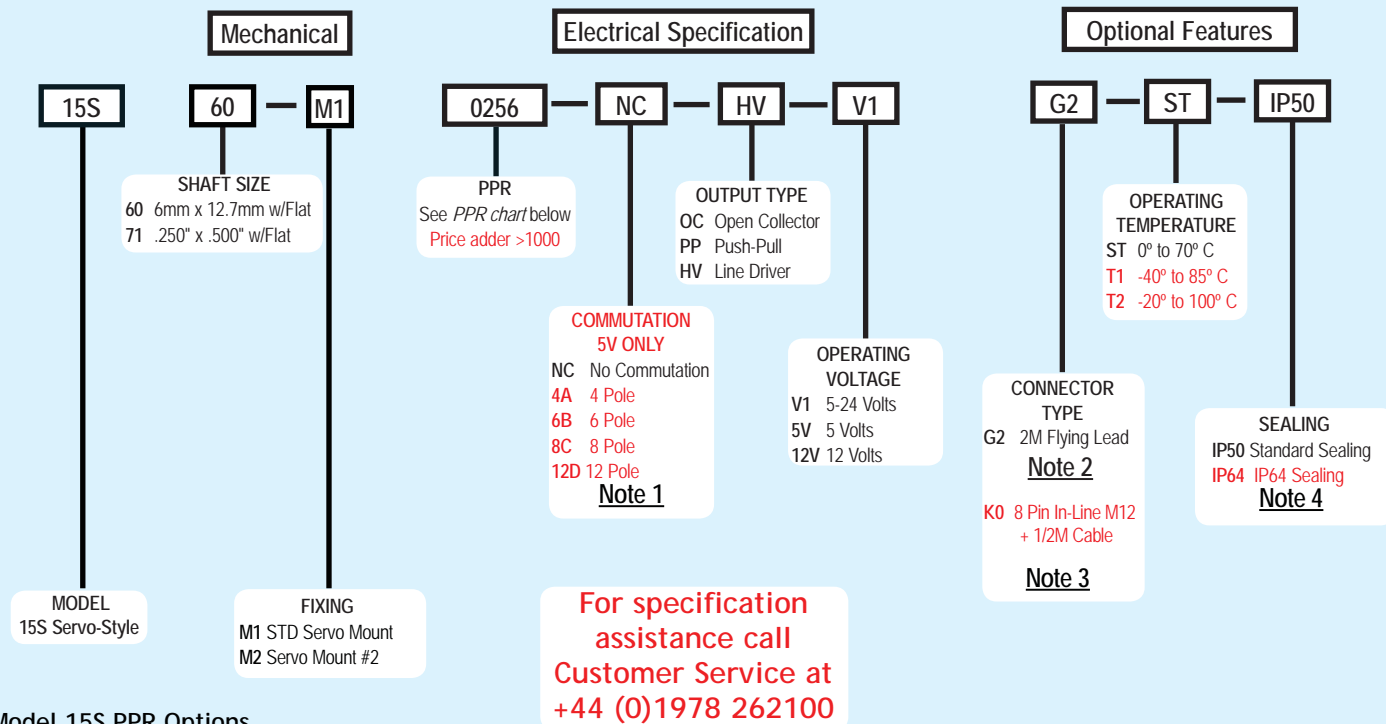 Mechanical
Electrical Specification
Optional Features
15S
60
M1
0256
NC
HV
V1
G2
ST
IP50
SHAFT SIZE
60 6mm x 12.7mm w/Flat
71 .250" x .500" w/Flat
PPR
See PPR chart below
Price adder >1000
OUTPUT TYPE
OC Open Collector
PP Push-Pull
HV Line Driver
OPERATING
TEMPERATURE
ST 0º to 70º C
T1 -40º to 85º C
T2 -20º to 100º C
COMMUTATION
5V ONLY
NC No Commutation
4A 4 Pole
6B 6 Pole
8C 8 Pole
12D 12 Pole
Note 1
OPERATING
VOLTAGE
V1 5-24 Volts
5V 5 Volts
12V 12 Volts
CONNECTOR
TYPE
G2 2M Flying Lead
Note 2
K0 8 Pin In-Line M12
+ 1/2M Cable
Note 3
SEALING
IP50 Standard Sealing
IP64 IP64 Sealing
Note 4
MODEL
15S Servo-Style
FIXING
M1 STD Servo Mount
M2 Servo Mount #2
For specification
assistance call
Customer Service at
+44 (0)1978 262100
Model 15S PPR Options